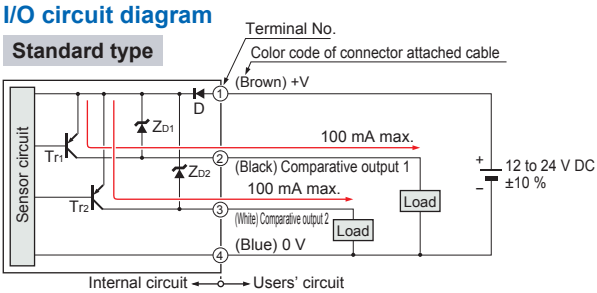 I/O circuit diagram
Standard type
Terminal No.
Color code of connector attached cable
(Brown) +V
1
D
ZD1
100 mA max.
Tr1
2
(Black) Comparative output 1
Sensor circuit
ZD2
100 mA max.
+
12 to 24 V DC
−
±10 %
Load
Tr2
3
(White) Comparative output 2
Load
(Blue) 0 V
4
Internal circuit
Users' circuit